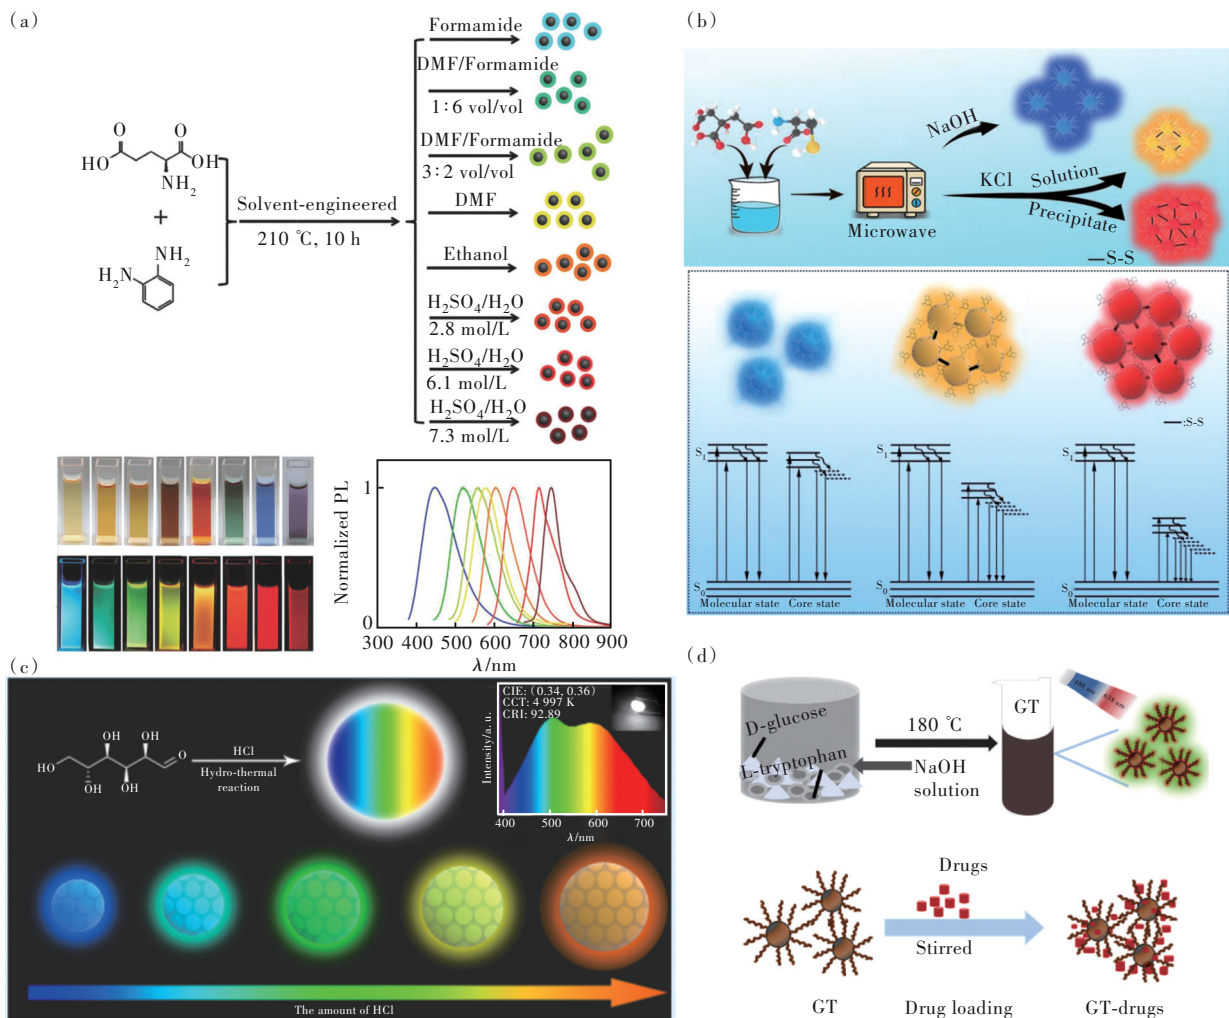 (a)
Formamide
DMF/Formamide
1:6 vol/vol
DMF/Formamide
3:2 vol/vol
DMF
Ethanol
H2SO4/H2O
2.8 mol/L
H2SO4/H2O
6.1 mol/L
H2SO4/H2O
7.3 mol/L
O O
HO OH
NH2
+
H2N NH2
Solvent-engineered
210 ℃, 10 h
Normalized PL
1
0
300 400 500 600 700 800 900
λ/nm
(b)
NaOH
KCl
Solution
Precipitate
Microwave
—S-S
—:S-S
S1
S0
Molecular state Core state
S1
S0
Molecular state Core state
S1
S0
Molecular state Core state
(c)
OH OH
HO O
OH OH
HCl
Hydro-thermal
reaction
CIE: (0.34, 0.36)
CCT: 4 997 K
CRI: 92.89
Intensity/a.u.
400 500 600 700
λ/nm
The amount of HCl
(d)
D-glucose
L-tryptophan
180 ℃
NaOH
solution
GT
638 nm
Drugs
Stirred
GT
Drug loading
GT-drugs